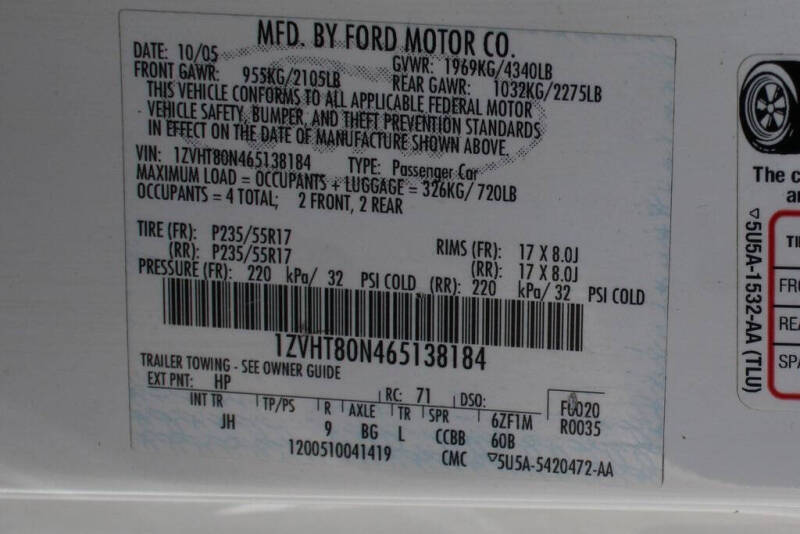 MFD. BY FORD MOTOR CO.
DATE: 10/05 GVWR: 1969KG/4340LB
FRONT GAWR: 955KG/2105LB REAR GAWR: 1032KG/2275LB
THIS VEHICLE CONFORMS TO ALL APPLICABLE FEDERAL MOTOR
VEHICLE SAFETY, BUMPER, AND THEFT PREVENTION STANDARDS
IN EFFECT ON THE DATE OF MANUFACTURE SHOWN ABOVE.
VIN: 1ZVHT80N465138184 TYPE: Passenger Car
MAXIMUM LOAD = OCCUPANTS + LUGGAGE = 326KG/720LB
OCCUPANTS = 4 TOTAL; 2 FRONT, 2 REAR
TIRE (FR): P235/55R17 RIMS (FR): 17 X 8.0J
(RR): P235/55R17 (RR): 17 X 8.0J
PRESSURE (FR): 220 kPa/ 32 PSI COLD (RR): 220 kPa/ 32 PSI COLD
1ZVHT80N465138184
TRAILER TOWING - SEE OWNER GUIDE
EXT PNT: HP RC: 71 DSO: F0020
INT TR TP/PS R AXLE TR SPR 6ZF1M R0035
JH 9 BG L CCBB 60B
1200510041419 CMC ▽5U5A-5420472-AA
The c
a
▽5U5A-1532-AA (TLU)
TI
FRO
REA
SPA